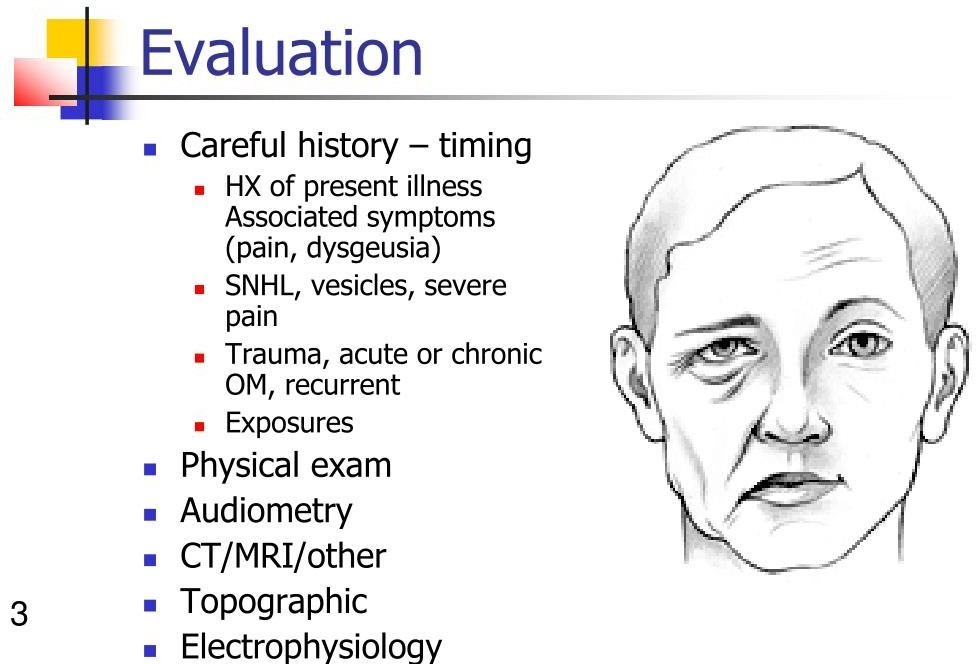 Evaluation
Careful history – timing
HX of present illness
Associated symptoms
(pain, dysgeusia)
SNHL, vesicles, severe
pain
Trauma, acute or chronic
OM, recurrent
Exposures
Physical exam
Audiometry
CT/MRI/other
Topographic
Electrophysiology
3